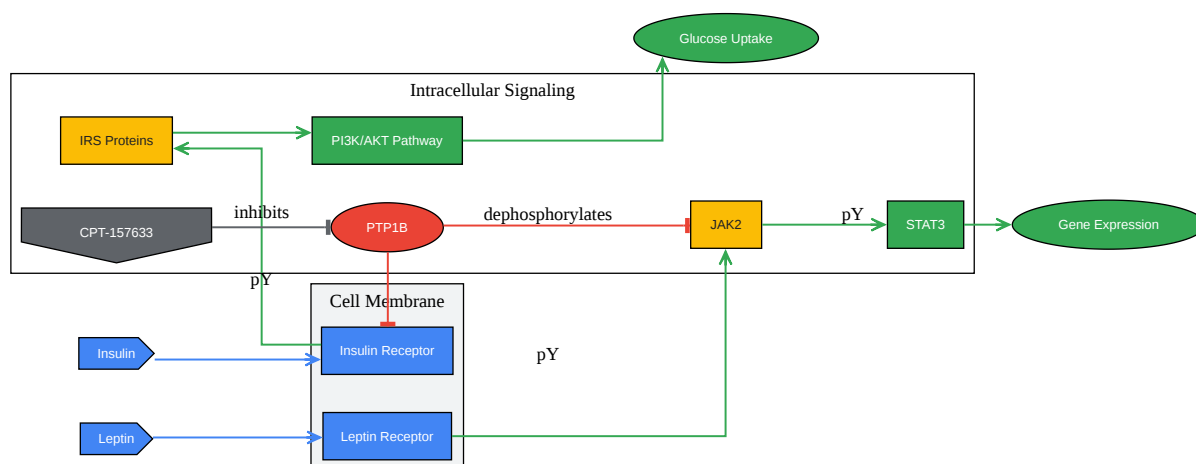 Glucose Uptake
Intracellular Signaling
IRS Proteins
PI3K/AKT Pathway
CPT-157633
inhibits
PTP1B
dephosphorylates
JAK2
pY
STAT3
Gene Expression
pY
Cell Membrane
Insulin
Insulin Receptor
pY
Leptin
Leptin Receptor